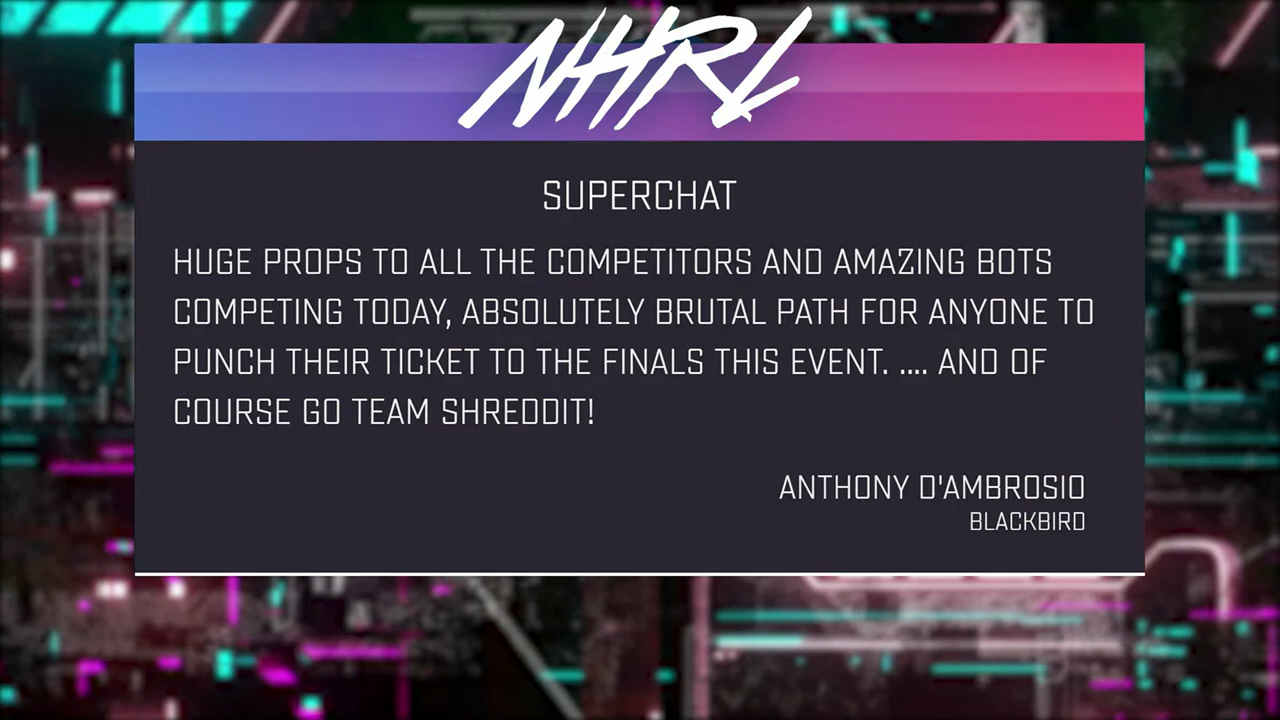 NHRL
SUPERCHAT
HUGE PROPS TO ALL THE COMPETITORS AND AMAZING BOTS
COMPETING TODAY, ABSOLUTELY BRUTAL PATH FOR ANYONE TO
PUNCH THEIR TICKET TO THE FINALS THIS EVENT. .... AND OF
COURSE GO TEAM SHREDDIT!
ANTHONY D'AMBROSIO
BLACKBIRD